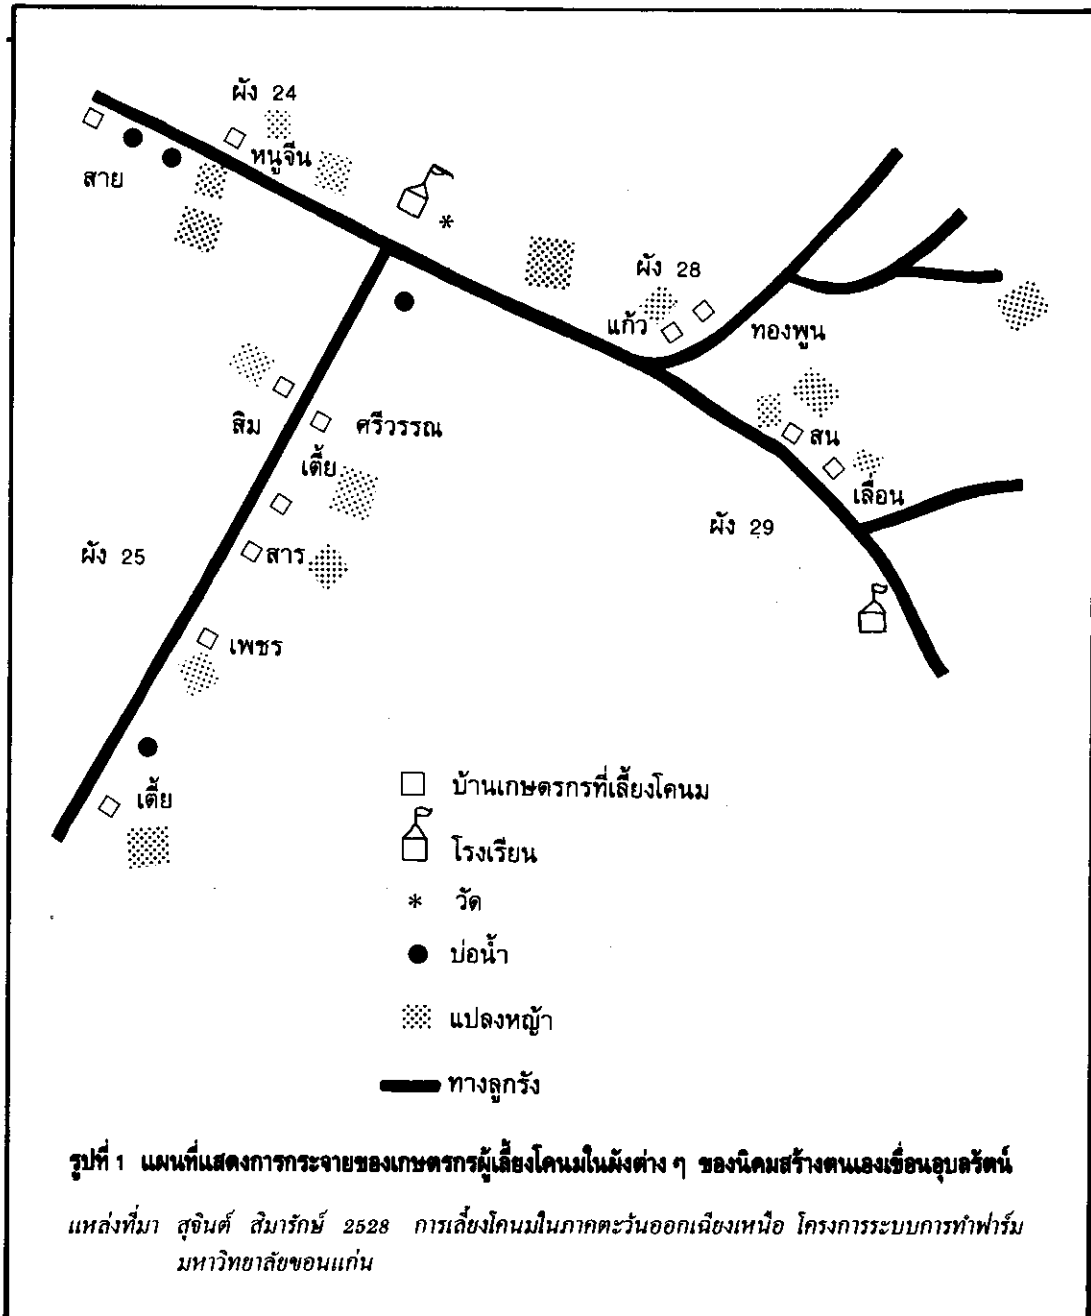 ผัง 24
หนูจีน
สาย
ผัง 28
แก้ว
ทองพูน
สิม
ศรีวรรณ
เตี้ย
สน
เลื่อน
ผัง 29
ผัง 25
สาร
เพชร
เตี้ย
บ้านเกษตรกรที่เลี้ยงโคนม
โรงเรียน
* วัด
บ่อน้ำ
แปลงหญ้า
ทางลูกรัง
รูปที่ 1 แผนที่แสดงการกระจายของเกษตรกรผู้เลี้ยงโคนมในผังต่าง ๆ ของนิคมสร้างตนเองเขื่อนอุบลรัตน์
แหล่งที่มา สุจินต์ สิมารักษ์ 2528 การเลี้ยงโคนมในภาคตะวันออกเฉียงเหนือ โครงการระบบการทำฟาร์ม
มหาวิทยาลัยขอนแก่น